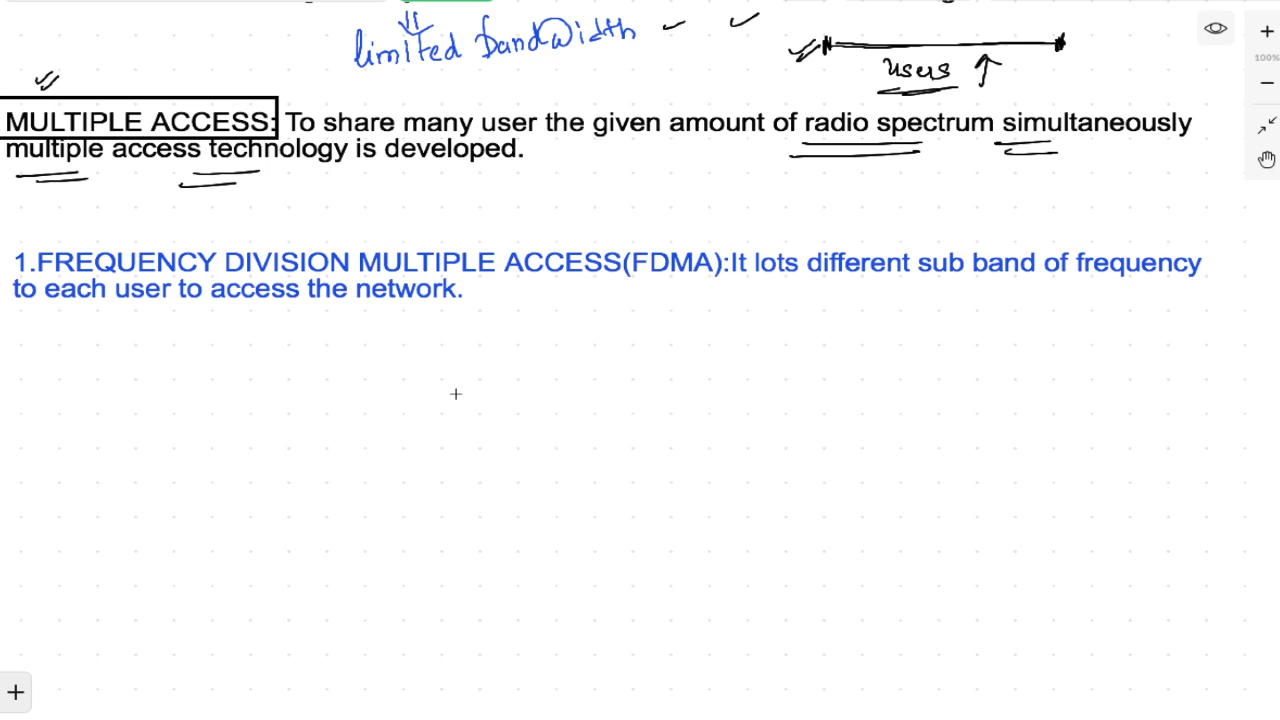 limited bandwidth
users
100%
MULTIPLE ACCESS: To share many user the given amount of radio spectrum simultaneously
multiple access technology is developed.
1.FREQUENCY DIVISION MULTIPLE ACCESS(FDMA):It lots different sub band of frequency
to each user to access the network.